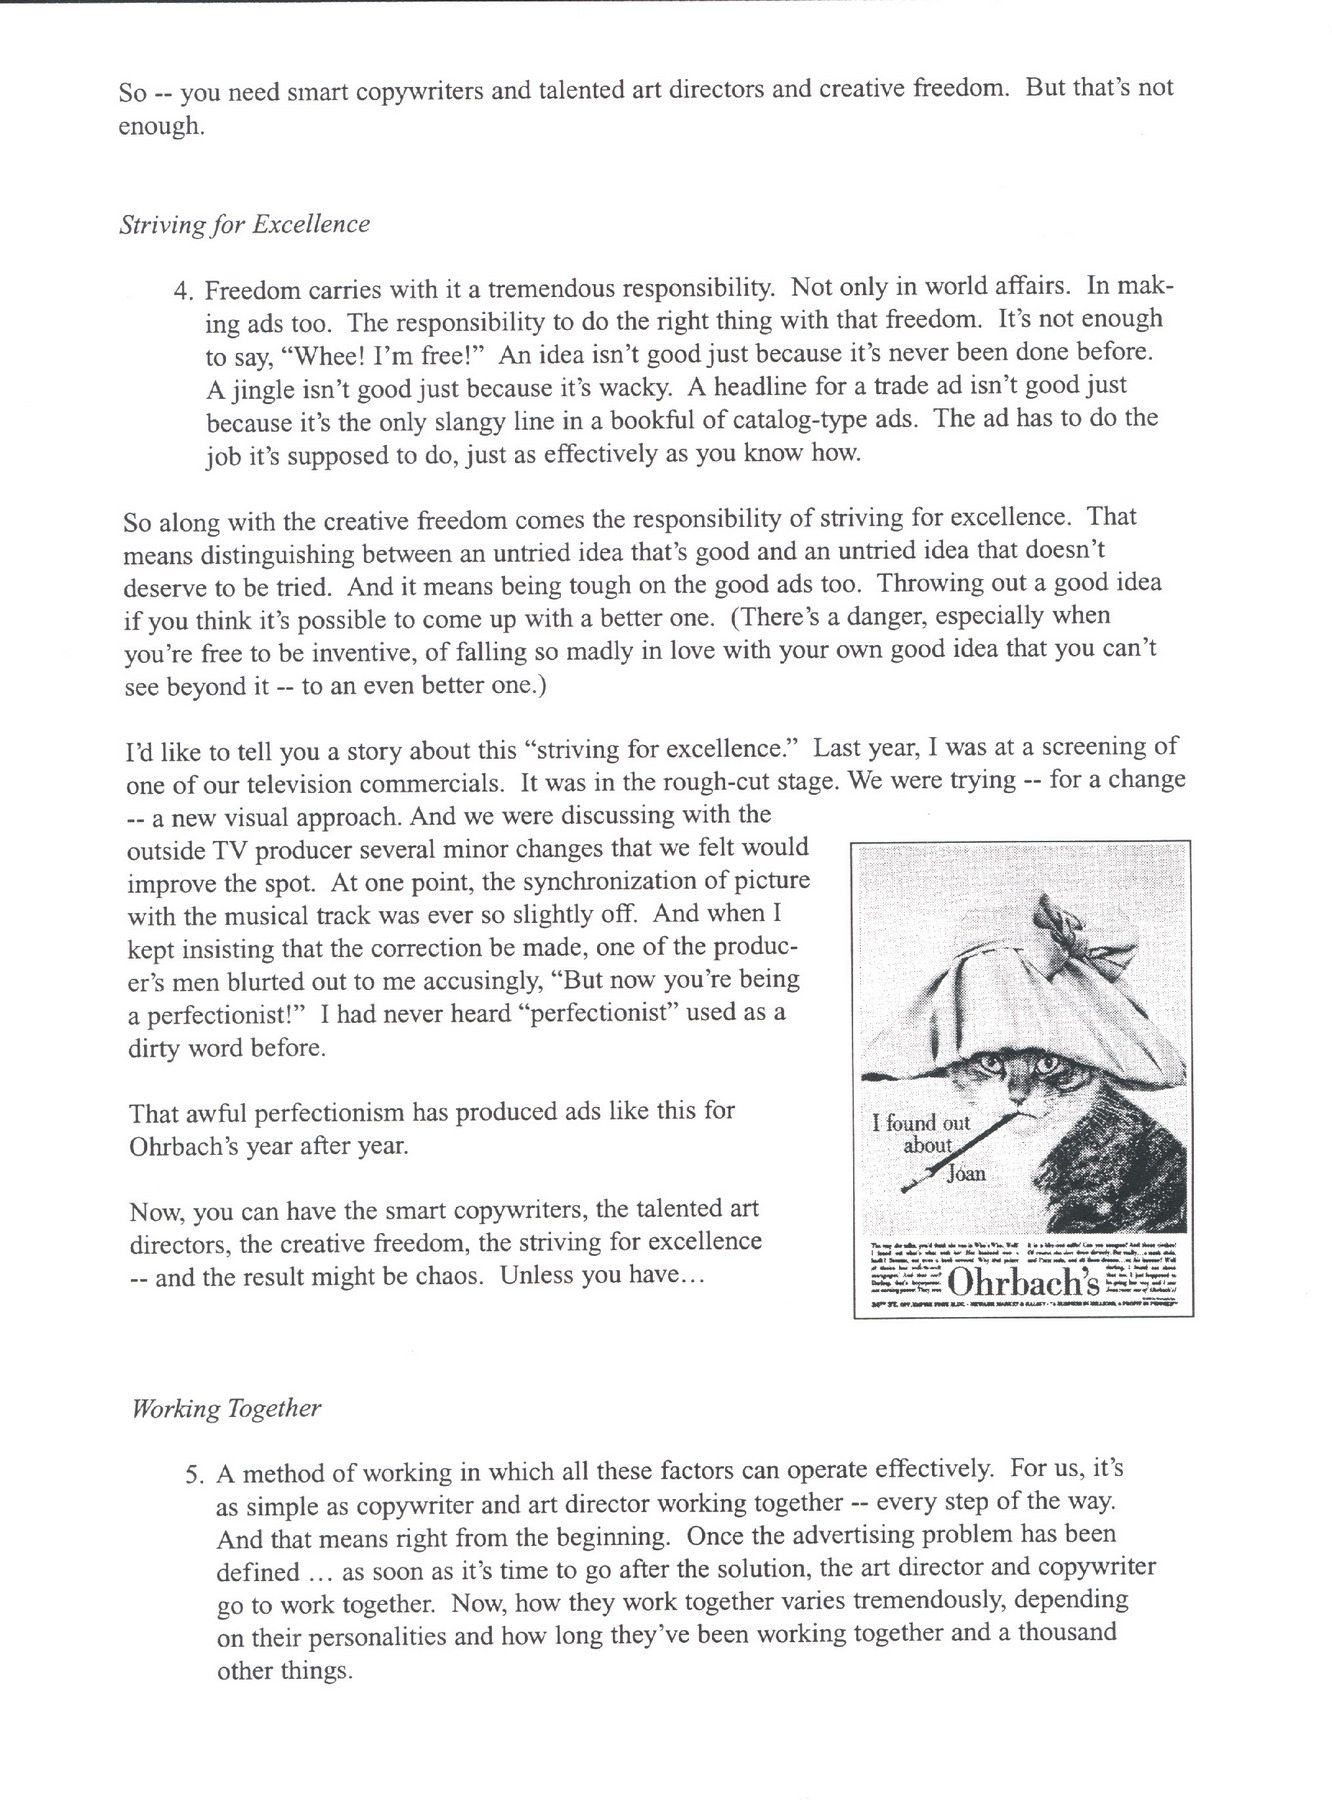 So -- you need smart copywriters and talented art directors and creative freedom.  But that's not
enough.
Striving for Excellence
4. Freedom carries with it a tremendous responsibility.  Not only in world affairs.  In mak-
ing ads too.  The responsibility to do the right thing with that freedom.  It's not enough
to say, “Whee! I'm free!”  An idea isn't good just because it's never been done before.
A jingle isn't good just because it's wacky.  A headline for a trade ad isn't good just
because it's the only slangy line in a bookful of catalog-type ads.  The ad has to do the
job it's supposed to do, just as effectively as you know how.
So along with the creative freedom comes the responsibility of striving for excellence.  That
means distinguishing between an untried idea that's good and an untried idea that doesn't
deserve to be tried.  And it means being tough on the good ads too.  Throwing out a good idea
if you think it's possible to come up with a better one.  (There's a danger, especially when
you're free to be inventive, of falling so madly in love with your own good idea that you can't
see beyond it -- to an even better one.)
I'd like to tell you a story about this “striving for excellence.”  Last year, I was at a screening of
one of our television commercials.  It was in the rough-cut stage. We were trying -- for a change
-- a new visual approach. And we were discussing with the
outside TV producer several minor changes that we felt would
improve the spot.  At one point, the synchronization of picture
with the musical track was ever so slightly off.  And when I
kept insisting that the correction be made, one of the produc-
er's men blurted out to me accusingly, “But now you're being
a perfectionist!”  I had never heard “perfectionist” used as a
dirty word before.
That awful perfectionism has produced ads like this for
Ohrbach's year after year.
Now, you can have the smart copywriters, the talented art
directors, the creative freedom, the striving for excellence
-- and the result might be chaos.  Unless you have…
I found out
about
Joan
Ohrbach's
Working Together
5. A method of working in which all these factors can operate effectively.  For us, it's
as simple as copywriter and art director working together -- every step of the way.
And that means right from the beginning.  Once the advertising problem has been
defined … as soon as it's time to go after the solution, the art director and copywriter
go to work together.  Now, how they work together varies tremendously, depending
on their personalities and how long they've been working together and a thousand
other things.